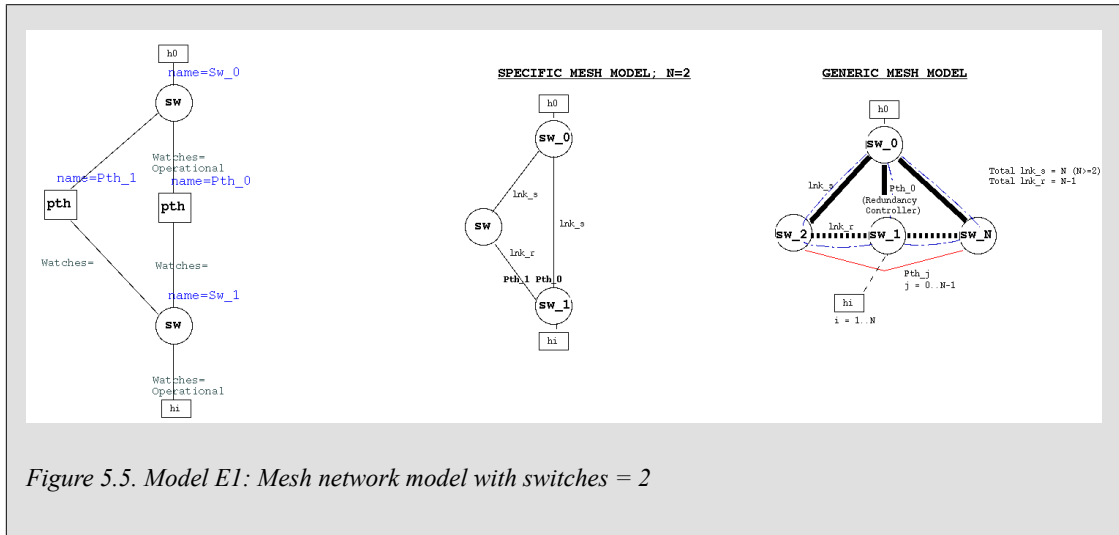 h0
name=Sw_0
sw
Watches=
Operational
name=Pth_1
name=Pth_0
pth
pth
Watches=
Watches=
name=Sw_1
sw
Watches=
Operational
hi
SPECIFIC MESH MODEL; N=2
h0
sw_0
lnk_s
lnk_s
sw
lnk_r
Pth_1 Pth_0
sw_1
hi
GENERIC MESH MODEL
h0
sw_0
Total lnk_s = N (N>=2)
Total lnk_r = N-1
lnk_s
Pth_0
(Redundancy
Controller)
sw_2
lnk_r
sw_1
sw_N
Pth_j
j = 0..N-1
hi
i = 1..N
Figure 5.5. Model E1: Mesh network model with switches = 2